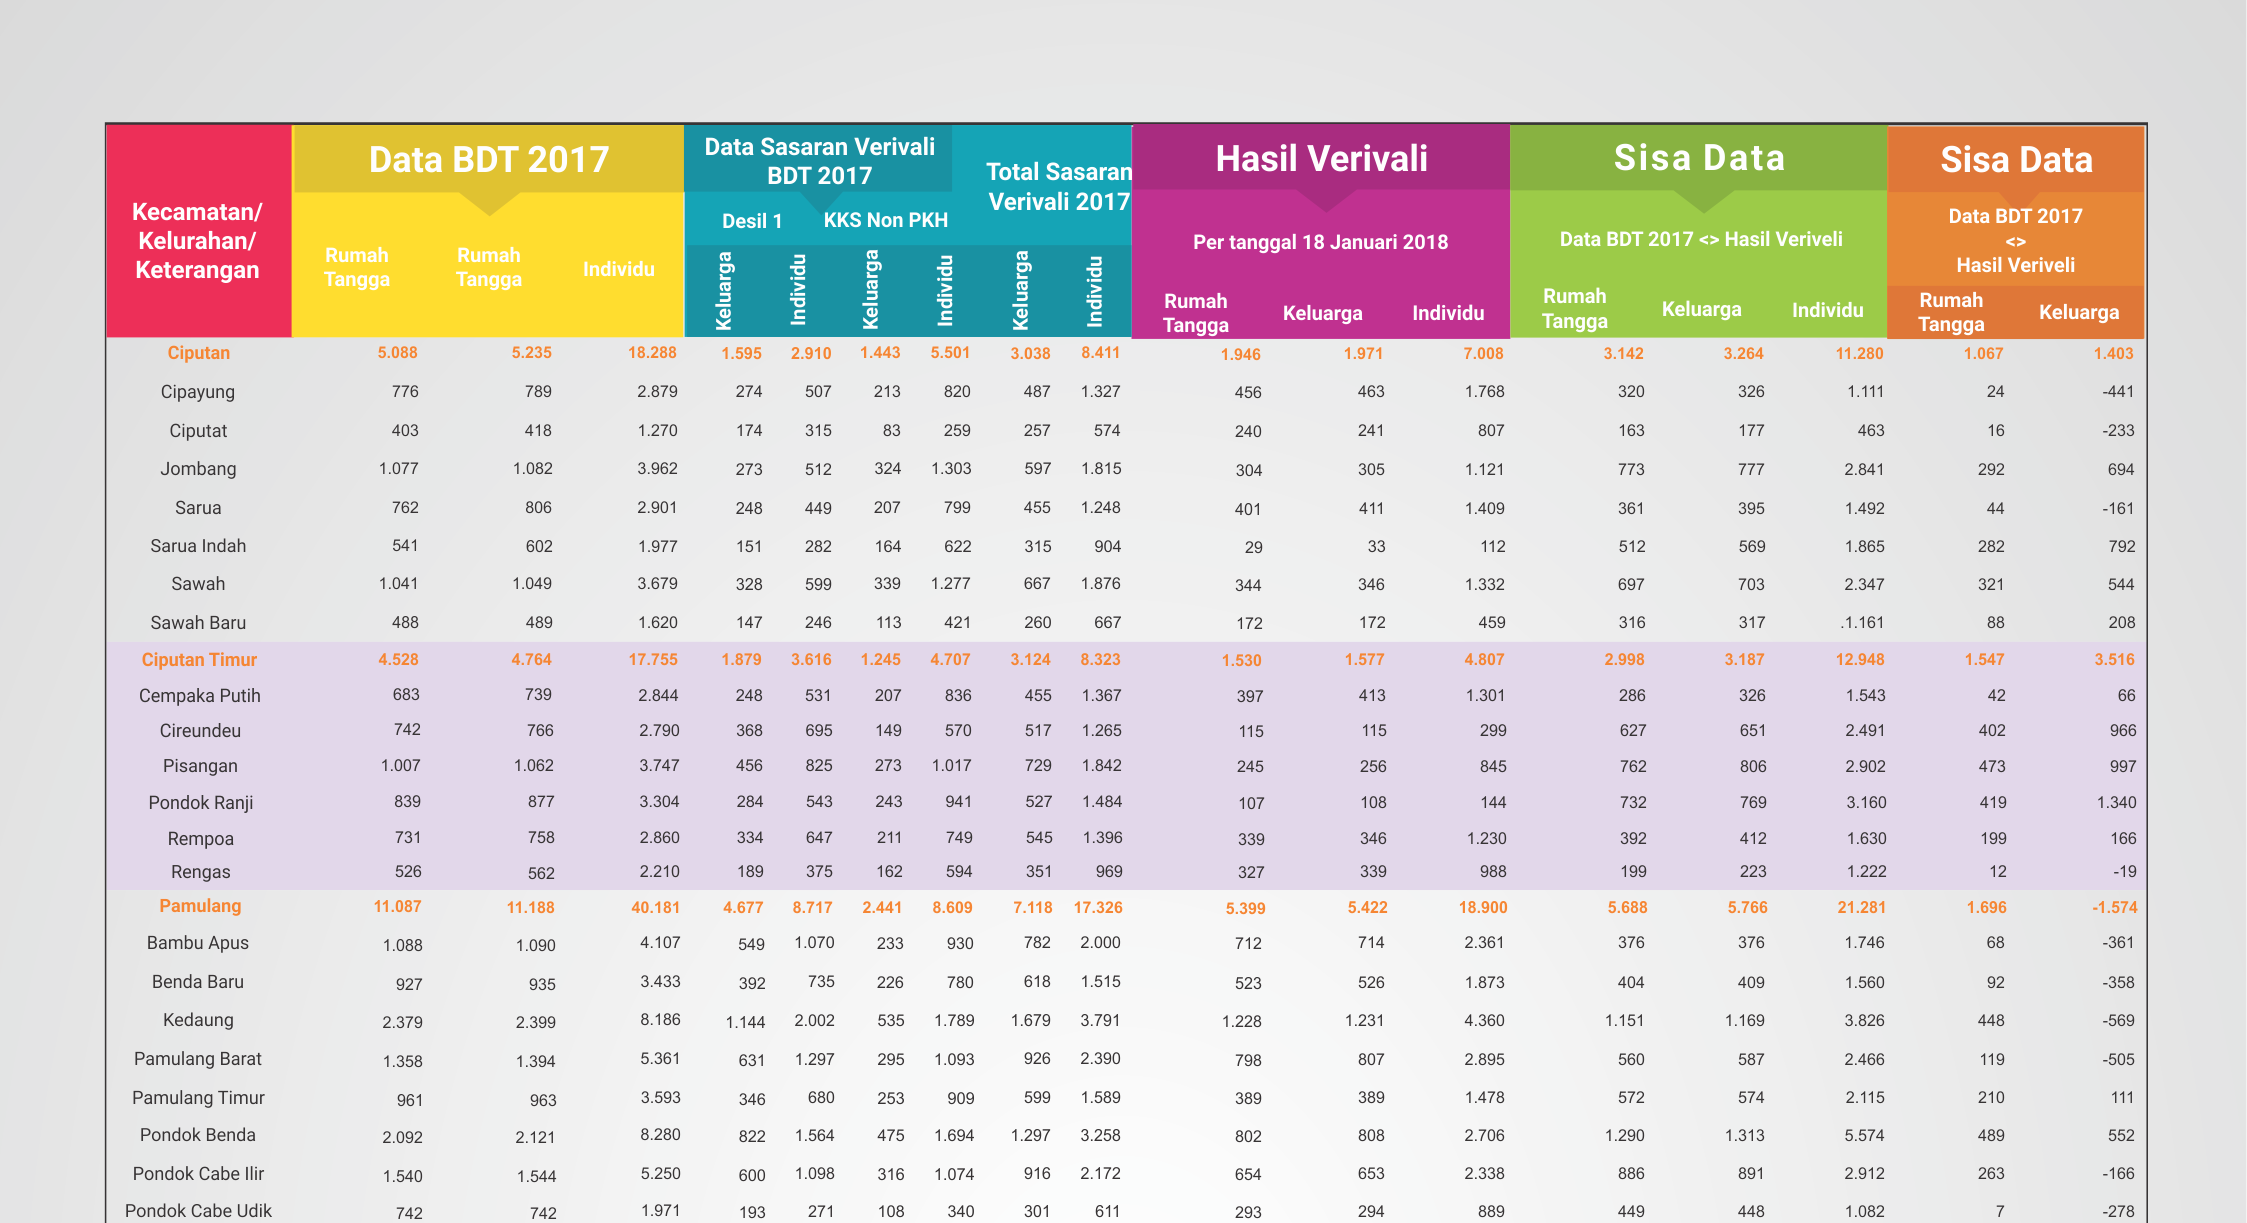 Kecamatan/
Kelurahan/
Keterangan
Data BDT 2017
Rumah Tangga Rumah Tangga Individu
Data Sasaran Verivali
BDT 2017
Desil 1 KKS Non PKH
Keluarga Individu Keluarga Individu
Total Sasaran
Verivali 2017
Keluarga Individu
Hasil Verivali
Per tanggal 18 Januari 2018
Rumah Tangga Keluarga Individu
Sisa Data
Data BDT 2017 <> Hasil Veriveli
Rumah Tangga Keluarga Individu
Sisa Data
Data BDT 2017
<>
Hasil Veriveli
Rumah Tangga Keluarga
Ciputan 5.088 5.235 18.288 1.595 2.910 1.443 5.501 3.038 8.411 1.946 1.971 7.008 3.142 3.264 11.280 1.067 1.403
Cipayung 776 789 2.879 274 507 213 820 487 1.327 456 463 1.768 320 326 1.111 24 -441
Ciputat 403 418 1.270 174 315 83 259 257 574 240 241 807 163 177 463 16 -233
Jombang 1.077 1.082 3.962 273 512 324 1.303 597 1.815 304 305 1.121 773 777 2.841 292 694
Sarua 762 806 2.901 248 449 207 799 455 1.248 401 411 1.409 361 395 1.492 44 -161
Sarua Indah 541 602 1.977 151 282 164 622 315 904 29 33 112 512 569 1.865 282 792
Sawah 1.041 1.049 3.679 328 599 339 1.277 667 1.876 344 346 1.332 697 703 2.347 321 544
Sawah Baru 488 489 1.620 147 246 113 421 260 667 172 172 459 316 317 .1.161 88 208
Ciputan Timur 4.528 4.764 17.755 1.879 3.616 1.245 4.707 3.124 8.323 1.530 1.577 4.807 2.998 3.187 12.948 1.547 3.516
Cempaka Putih 683 739 2.844 248 531 207 836 455 1.367 397 413 1.301 286 326 1.543 42 66
Cireundeu 742 766 2.790 368 695 149 570 517 1.265 115 115 299 627 651 2.491 402 966
Pisangan 1.007 1.062 3.747 456 825 273 1.017 729 1.842 245 256 845 762 806 2.902 473 997
Pondok Ranji 839 877 3.304 284 543 243 941 527 1.484 107 108 144 732 769 3.160 419 1.340
Rempoa 731 758 2.860 334 647 211 749 545 1.396 339 346 1.230 392 412 1.630 199 166
Rengas 526 562 2.210 189 375 162 594 351 969 327 339 988 199 223 1.222 12 -19
Pamulang 11.087 11.188 40.181 4.677 8.717 2.441 8.609 7.118 17.326 5.399 5.422 18.900 5.688 5.766 21.281 1.696 -1.574
Bambu Apus 1.088 1.090 4.107 549 1.070 233 930 782 2.000 712 714 2.361 376 376 1.746 68 -361
Benda Baru 927 935 3.433 392 735 226 780 618 1.515 523 526 1.873 404 409 1.560 92 -358
Kedaung 2.379 2.399 8.186 1.144 2.002 535 1.789 1.679 3.791 1.228 1.231 4.360 1.151 1.169 3.826 448 -569
Pamulang Barat 1.358 1.394 5.361 631 1.297 295 1.093 926 2.390 798 807 2.895 560 587 2.466 119 -505
Pamulang Timur 961 963 3.593 346 680 253 909 599 1.589 389 389 1.478 572 574 2.115 210 111
Pondok Benda 2.092 2.121 8.280 822 1.564 475 1.694 1.297 3.258 802 808 2.706 1.290 1.313 5.574 489 552
Pondok Cabe Ilir 1.540 1.544 5.250 600 1.098 316 1.074 916 2.172 654 653 2.338 886 891 2.912 263 -166
Pondok Cabe Udik 742 742 1.971 193 271 108 340 301 611 293 294 889 449 448 1.082 7 -278